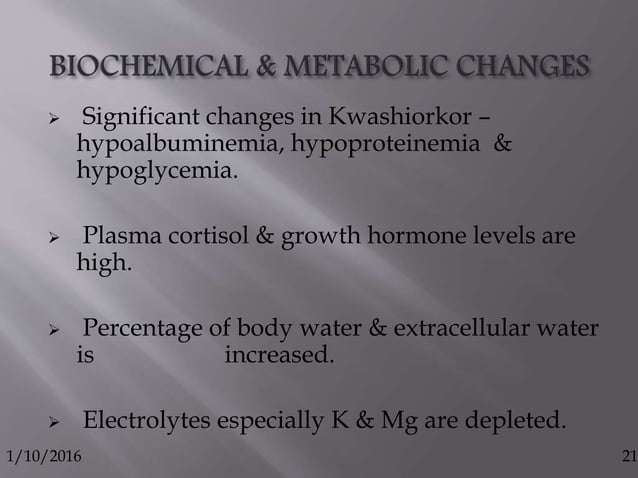 BIOCHEMICAL & METABOLIC CHANGES
➢ Significant changes in Kwashiorkor –
hypoalbuminemia, hypoproteinemia &
hypoglycemia.
➢ Plasma cortisol & growth hormone levels are
high.
➢ Percentage of body water & extracellular water
is increased.
➢ Electrolytes especially K & Mg are depleted.
1/10/2016 21